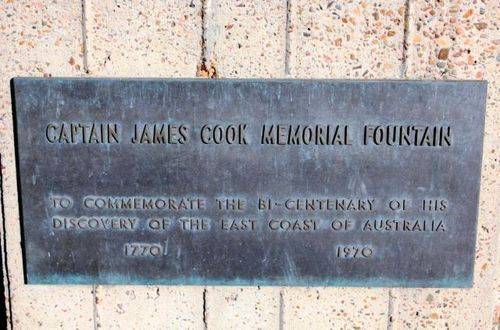 CAPTAIN JAMES COOK MEMORIAL FOUNTAIN
TO COMMEMORATE THE BI-CENTENARY OF HIS
DISCOVERY OF THE EAST COAST OF AUSTRALIA
1770 1970